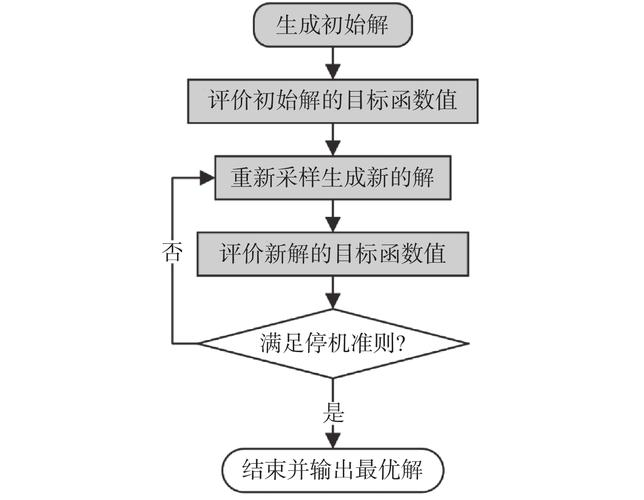 生成初始解
评价初始解的目标函数值
重新采样生成新的解
否
评价新解的目标函数值
满足停机准则?
是
结束并输出最优解